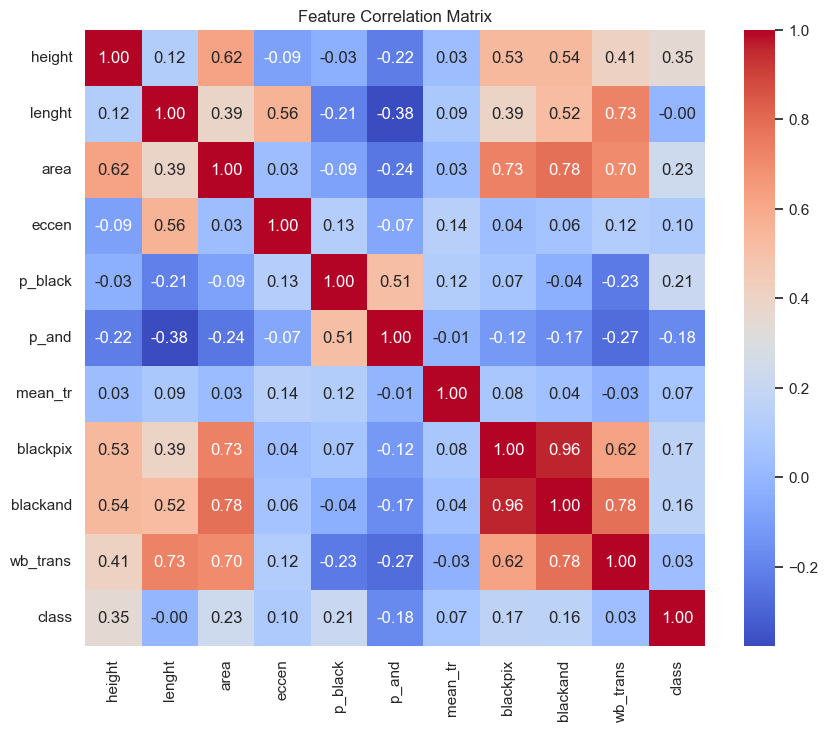 Feature Correlation Matrix
height 1.00 0.12 0.62 -0.09 -0.03 -0.22 0.03 0.53 0.54 0.41 0.35
lenght 0.12 1.00 0.39 0.56 -0.21 -0.38 0.09 0.39 0.52 0.73 -0.00
area 0.62 0.39 1.00 0.03 -0.09 -0.24 0.03 0.73 0.78 0.70 0.23
eccen -0.09 0.56 0.03 1.00 0.13 -0.07 0.14 0.04 0.06 0.12 0.10
p_black -0.03 -0.21 -0.09 0.13 1.00 0.51 0.12 0.07 -0.04 -0.23 0.21
p_and -0.22 -0.38 -0.24 -0.07 0.51 1.00 -0.01 -0.12 -0.17 -0.27 -0.18
mean_tr 0.03 0.09 0.03 0.14 0.12 -0.01 1.00 0.08 0.04 -0.03 0.07
blackpix 0.53 0.39 0.73 0.04 0.07 -0.12 0.08 1.00 0.96 0.62 0.17
blackand 0.54 0.52 0.78 0.06 -0.04 -0.17 0.04 0.96 1.00 0.78 0.16
wb_trans 0.41 0.73 0.70 0.12 -0.23 -0.27 -0.03 0.62 0.78 1.00 0.03
class 0.35 -0.00 0.23 0.10 0.21 -0.18 0.07 0.17 0.16 0.03 1.00
height lenght area eccen p_black p_and mean_tr blackpix blackand wb_trans class
1.0
0.8
0.6
0.4
0.2
0.0
−0.2